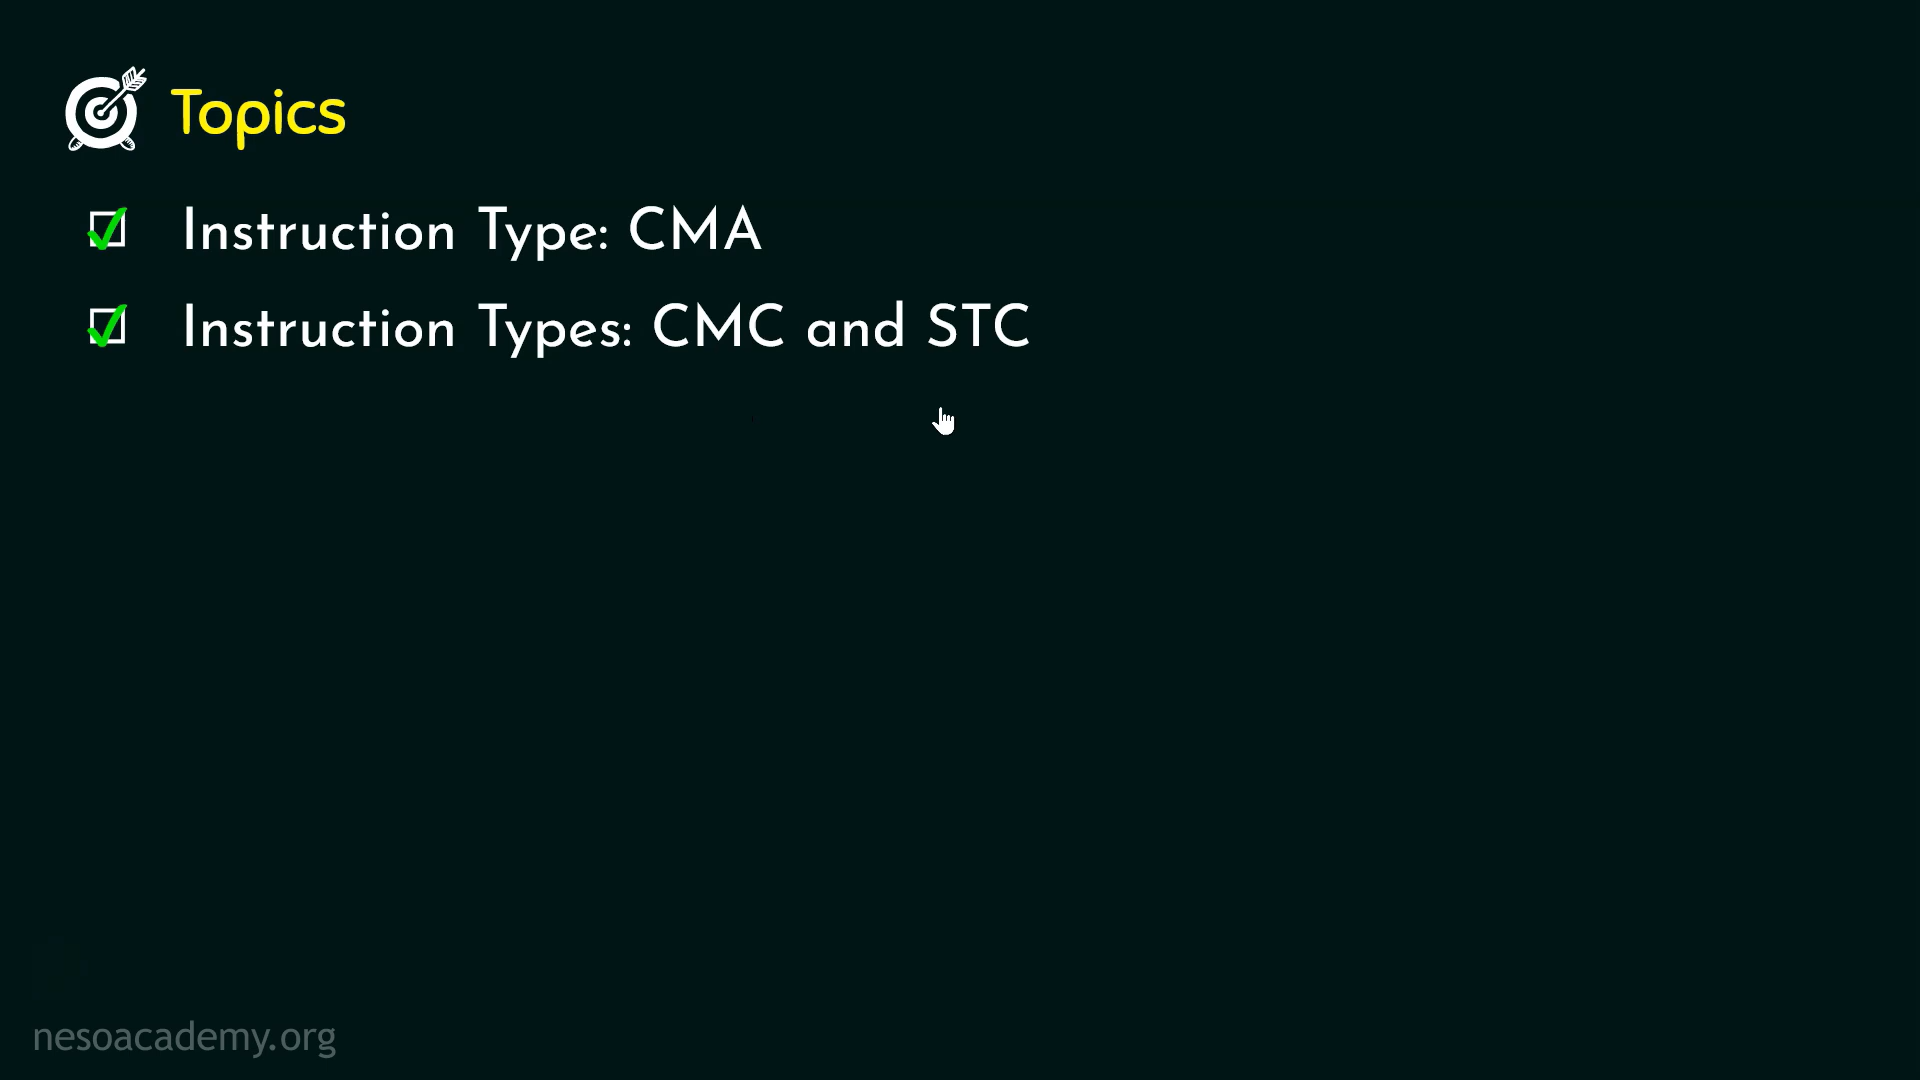 Topics
Instruction Type: CMA
Instruction Types: CMC and STC
nesoacademy.org